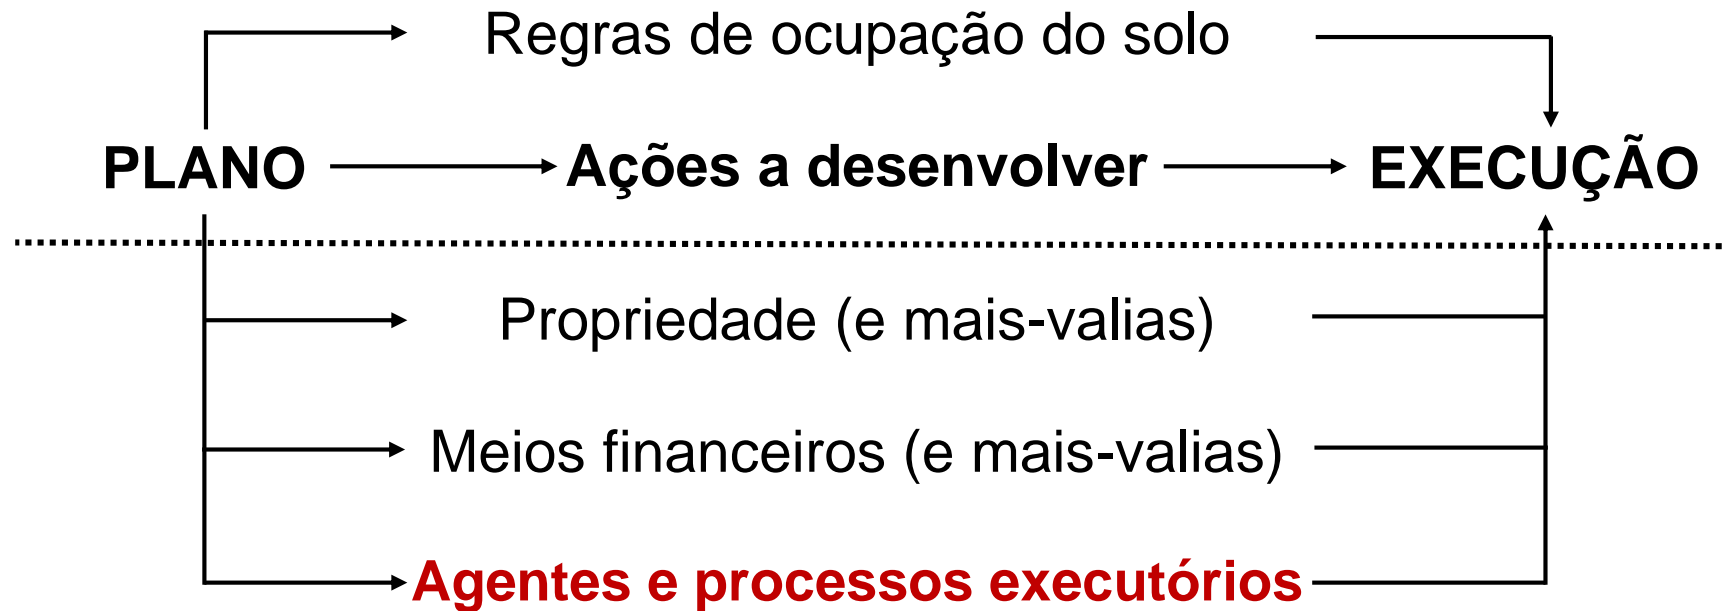 Regras de ocupação do solo
PLANO Ações a desenvolver EXECUÇÃO
Propriedade (e mais-valias)
Meios financeiros (e mais-valias)
Agentes e processos executórios